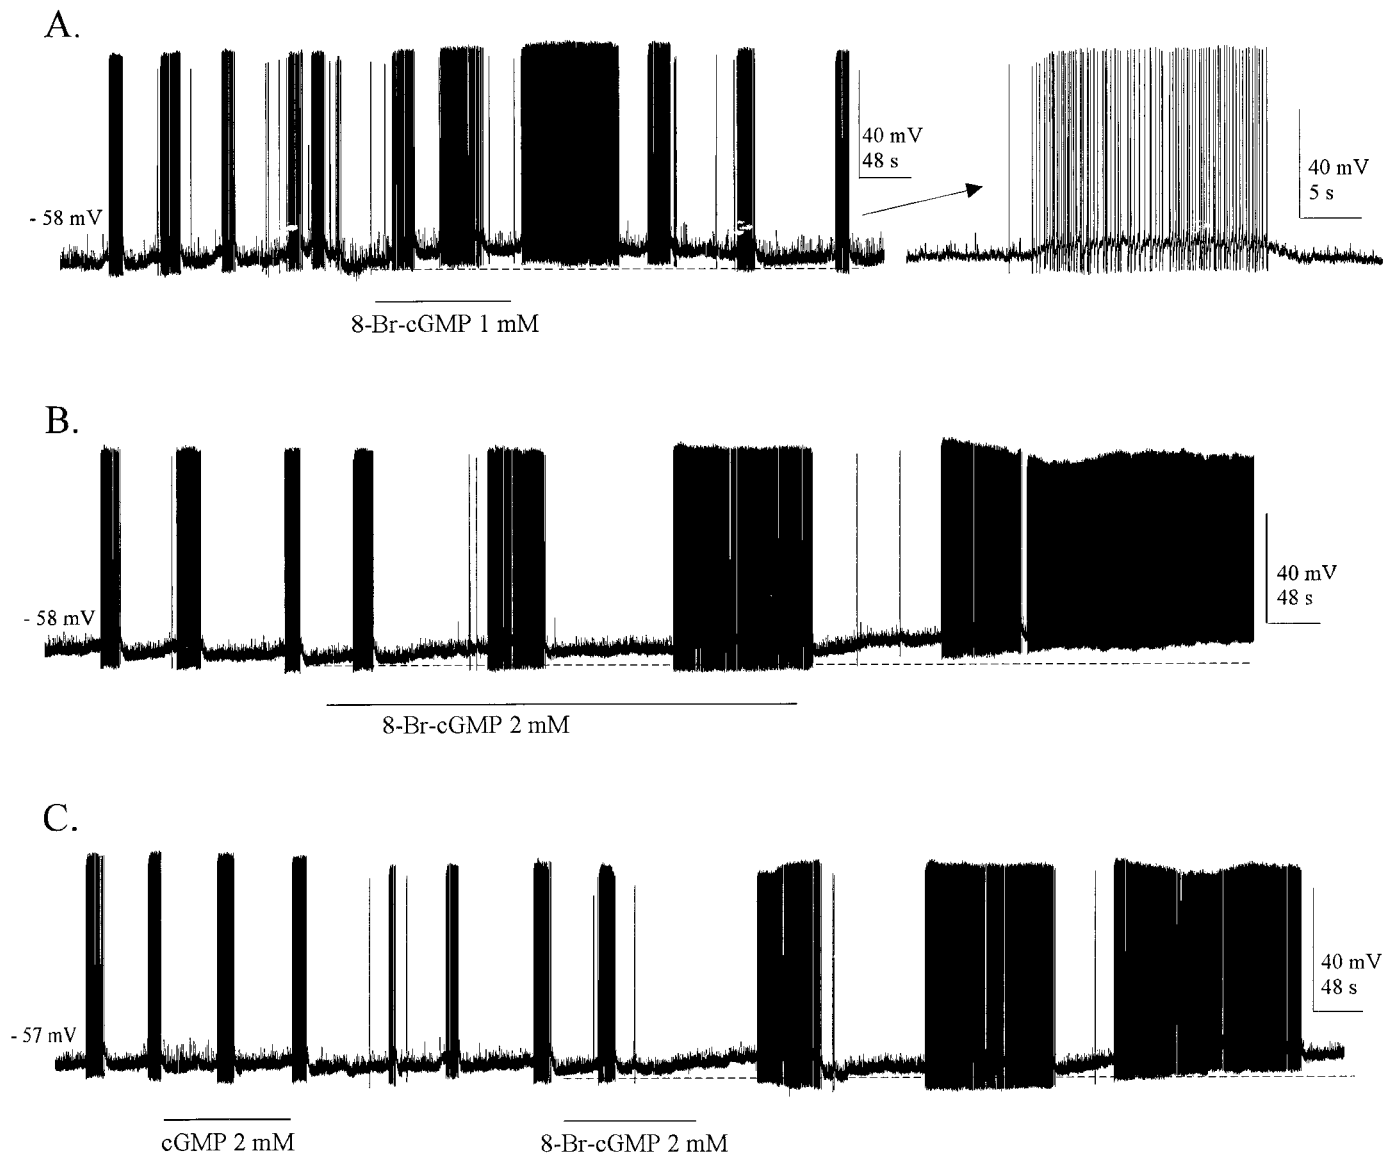 A.
40 mV
48 s
40 mV
5 s
- 58 mV
8-Br-cGMP 1 mM
B.
40 mV
48 s
- 58 mV
8-Br-cGMP 2 mM
C.
40 mV
48 s
- 57 mV
cGMP 2 mM
8-Br-cGMP 2 mM